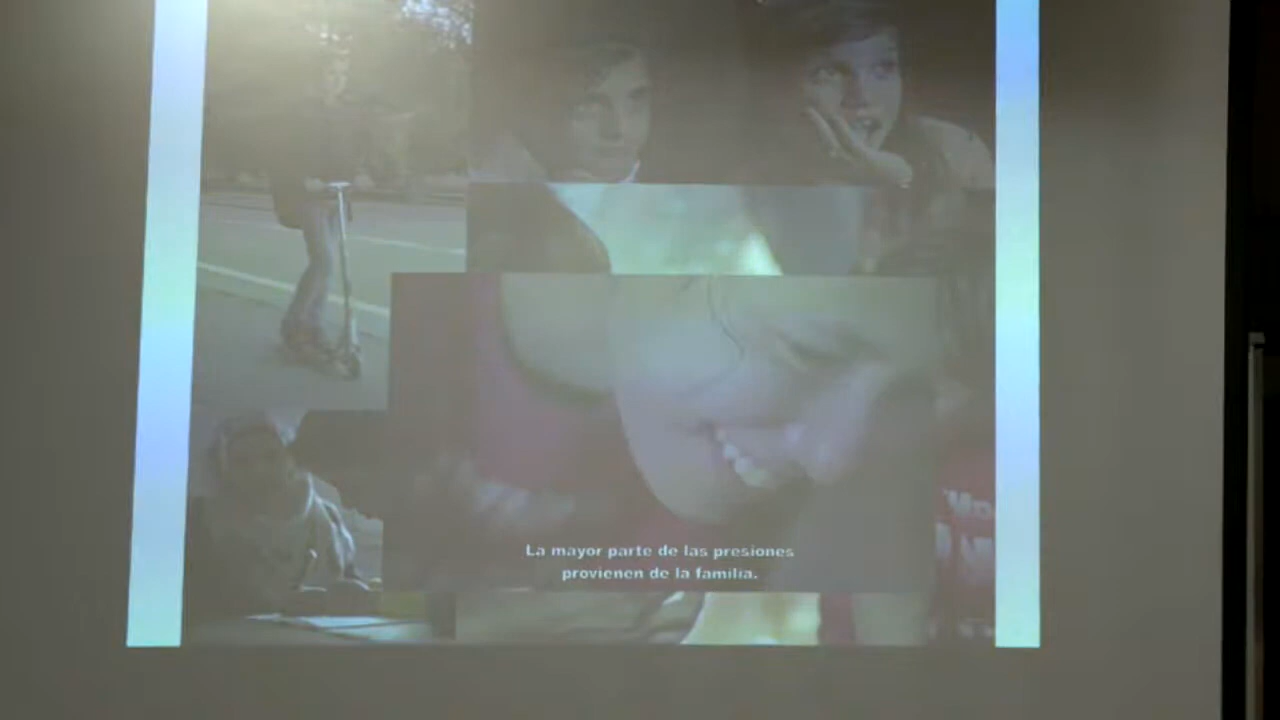 La mayor parte de las presiones
provienen de la familia.